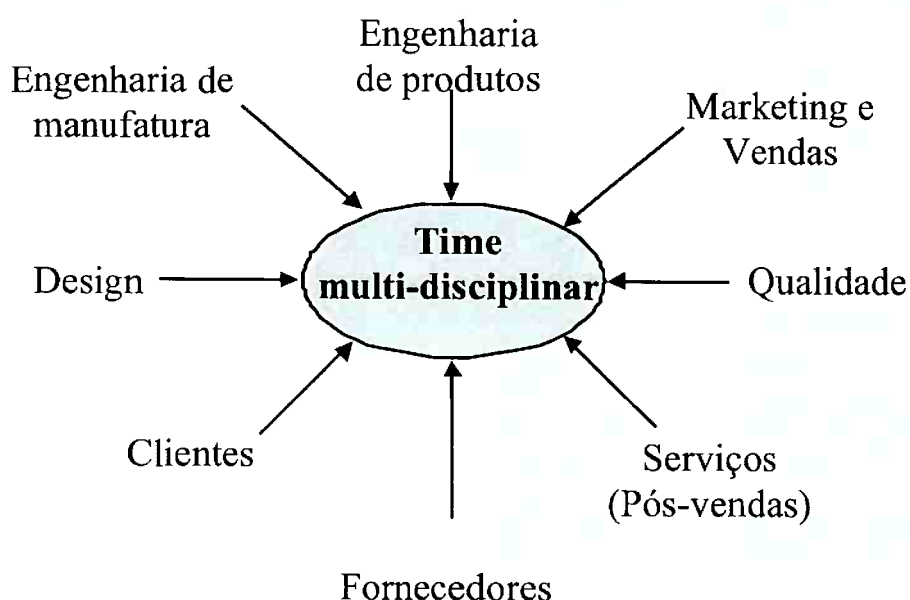 Engenharia
de produtos
Engenharia de
manufatura
Marketing e
Vendas
Time
multi-disciplinar
Design
Qualidade
Clientes
Serviços
(Pós-vendas)
Fornecedores